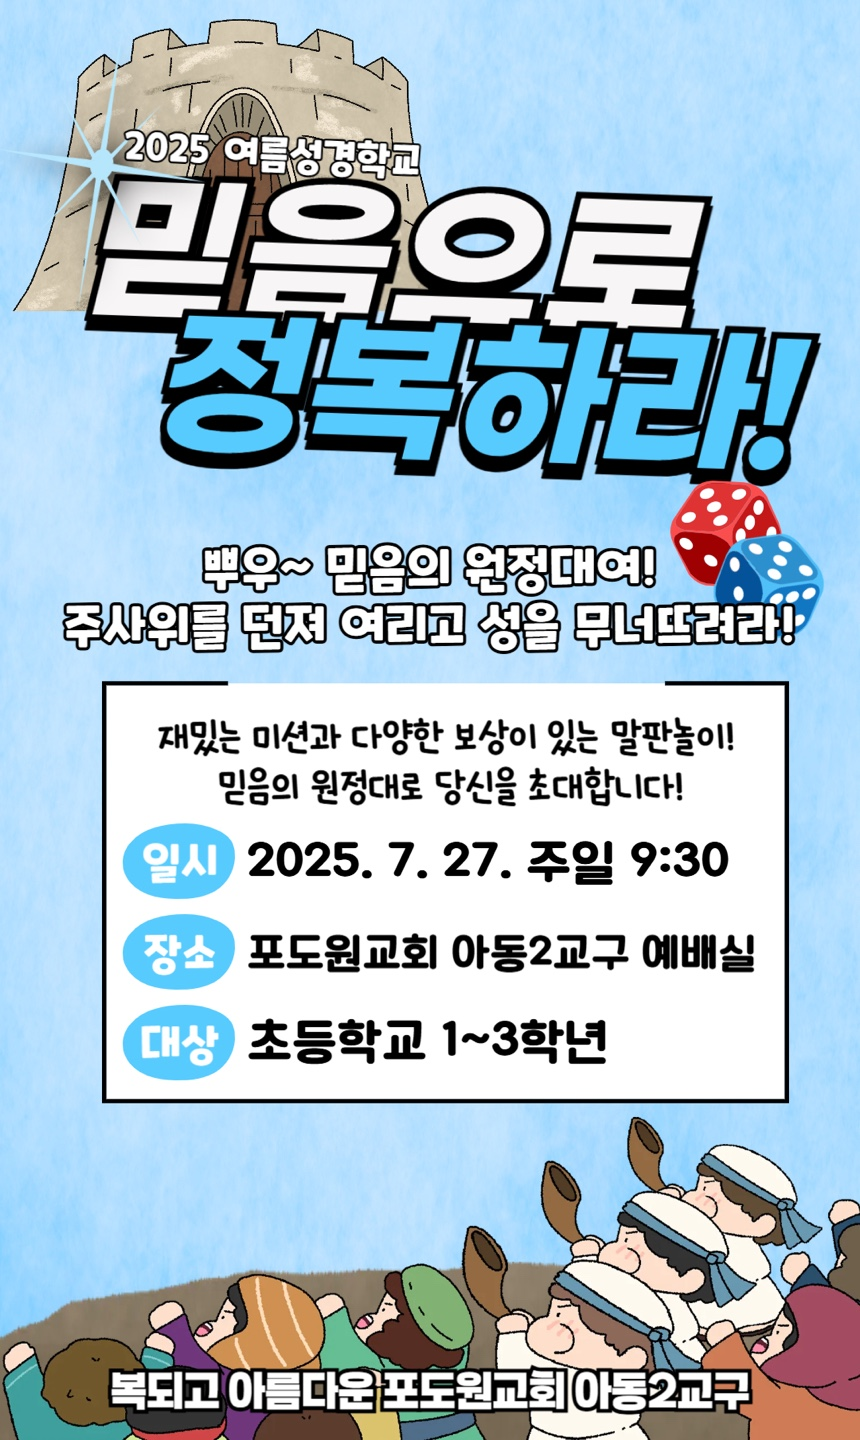 2025 여름성경학교
믿음으로
정복하라!
뿌우~ 믿음의 원정대여!
주사위를 던져 여리고 성을 무너뜨려라!
재밌는 미션과 다양한 보상이 있는 말판놀이!
믿음의 원정대로 당신을 초대합니다!
일시 2025. 7. 27. 주일 9:30
장소 포도원교회 아동2교구 예배실
대상 초등학교 1~3학년
복되고 아름다운 포도원교회 아동2교구